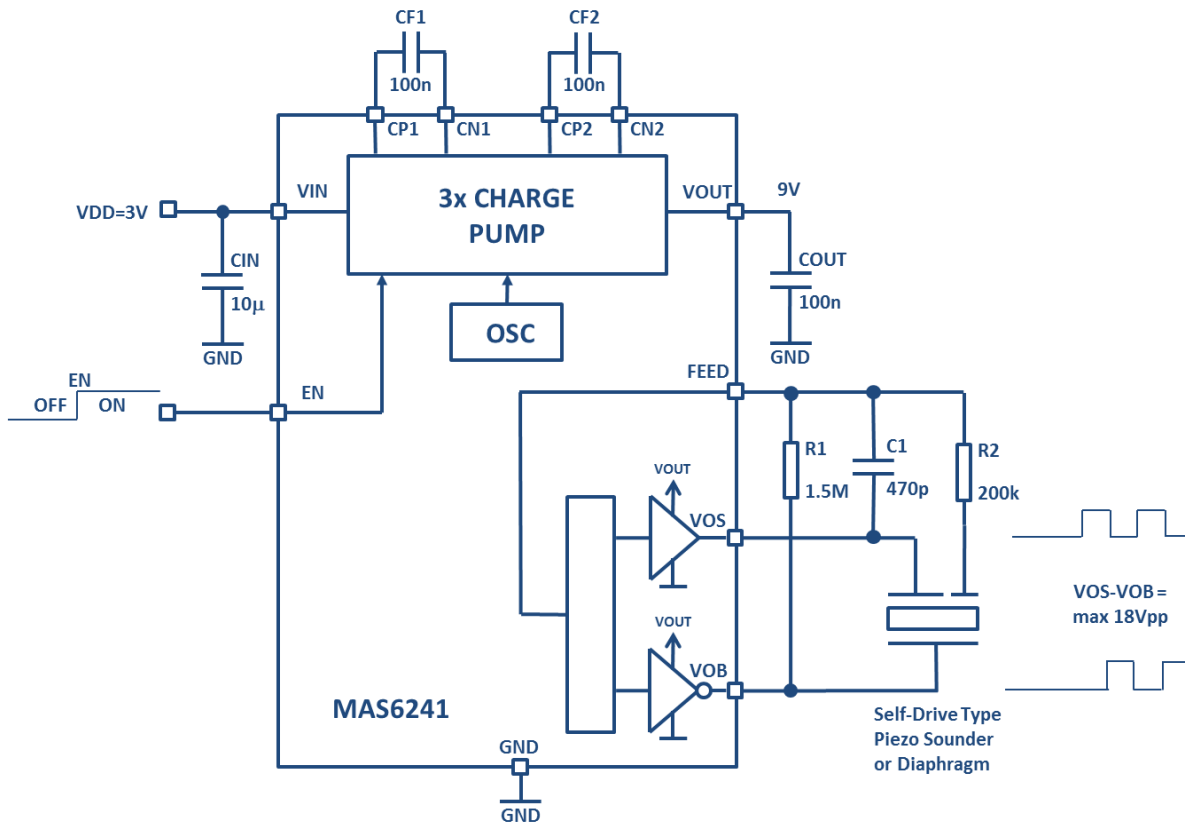 CF1
CF2
100n
100n
CP1
CN1
CP2
CN2
VIN
3x CHARGE
PUMP
VOUT
9V
VDD=3V
CIN
10µ
GND
COUT
100n
GND
OSC
EN
OFF
ON
EN
FEED
R1
1.5M
C1
470p
R2
200k
VOUT
VOS
VOS-VOB =
max 18Vpp
VOUT
VOB
MAS6241
Self-Drive Type
Piezo Sounder
or Diaphragm
GND
GND